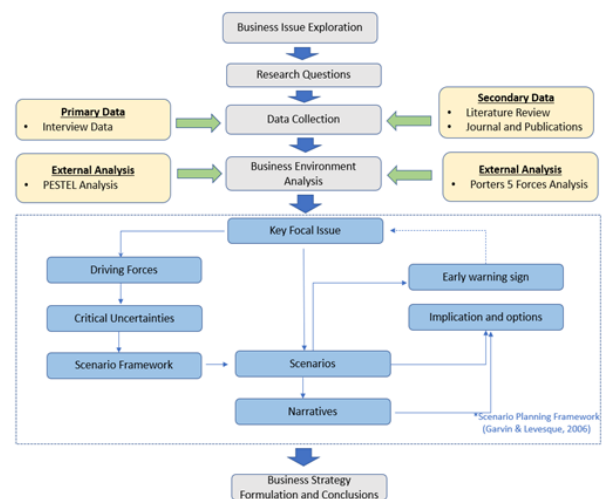 Business Issue Exploration
Research Questions
Primary Data
• Interview Data
Data Collection
Secondary Data
• Literature Review
• Journal and Publications
External Analysis
• PESTEL Analysis
Business Environment
Analysis
External Analysis
• Porters 5 Forces Analysis
Key Focal Issue
Driving Forces
Early warning sign
Critical Uncertainties
Implication and options
Scenario Framework
Scenarios
Narratives
*Scenario Planning Framework
(Garvin & Levesque, 2006)
Business Strategy
Formulation and Conclusions